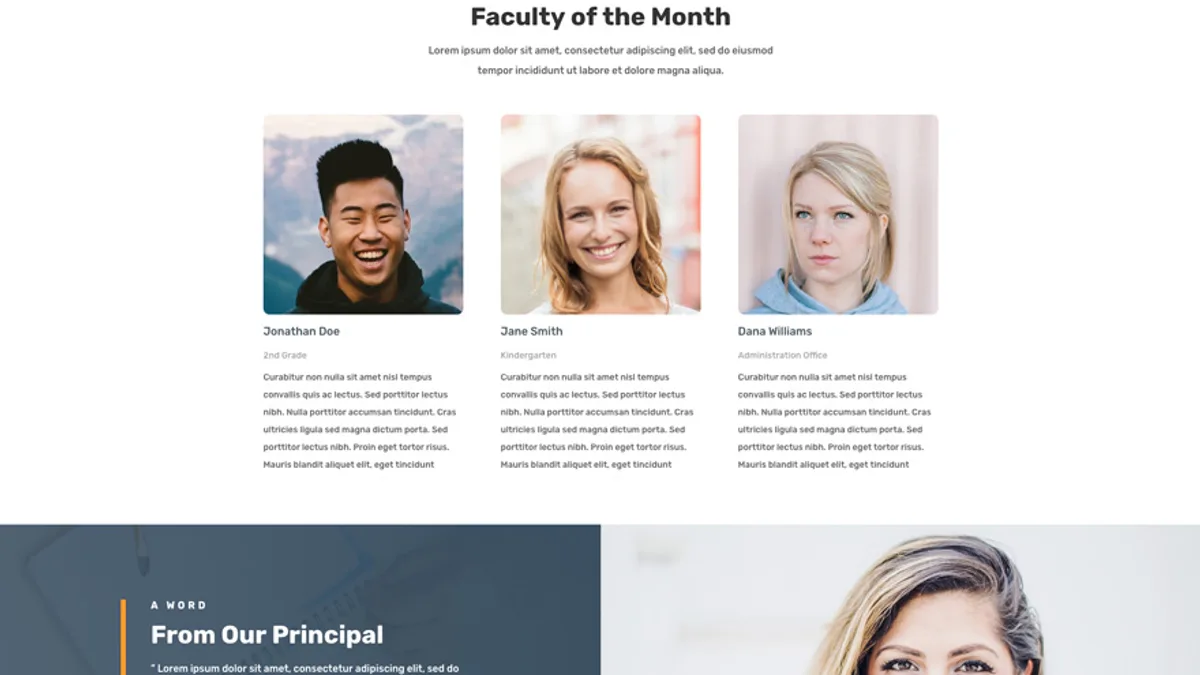 Faculty of the Month
Lorem ipsum dolor sit amet, consectetur adipiscing elit, sed do eiusmod
tempor incididunt ut labore et dolore magna aliqua.
Jonathan Doe
2nd Grade
Curabitur non nulla sit amet nisl tempus
convallis quis ac lectus. Sed porttitor lectus
nibh. Nulla porttitor accumsan tincidunt. Cras
ultricies ligula sed magna dictum porta. Sed
porttitor lectus nibh. Proin eget tortor risus.
Mauris blandit aliquet elit, eget tincidunt
Jane Smith
Kindergarten
Curabitur non nulla sit amet nisl tempus
convallis quis ac lectus. Sed porttitor lectus
nibh. Nulla porttitor accumsan tincidunt. Cras
ultricies ligula sed magna dictum porta. Sed
porttitor lectus nibh. Proin eget tortor risus.
Mauris blandit aliquet elit, eget tincidunt
Dana Williams
Administration Office
Curabitur non nulla sit amet nisl tempus
convallis quis ac lectus. Sed porttitor lectus
nibh. Nulla porttitor accumsan tincidunt. Cras
ultricies ligula sed magna dictum porta. Sed
porttitor lectus nibh. Proin eget tortor risus.
Mauris blandit aliquet elit, eget tincidunt
A WORD
From Our Principal
“ Lorem ipsum dolor sit amet, consectetur adipiscing elit, sed do